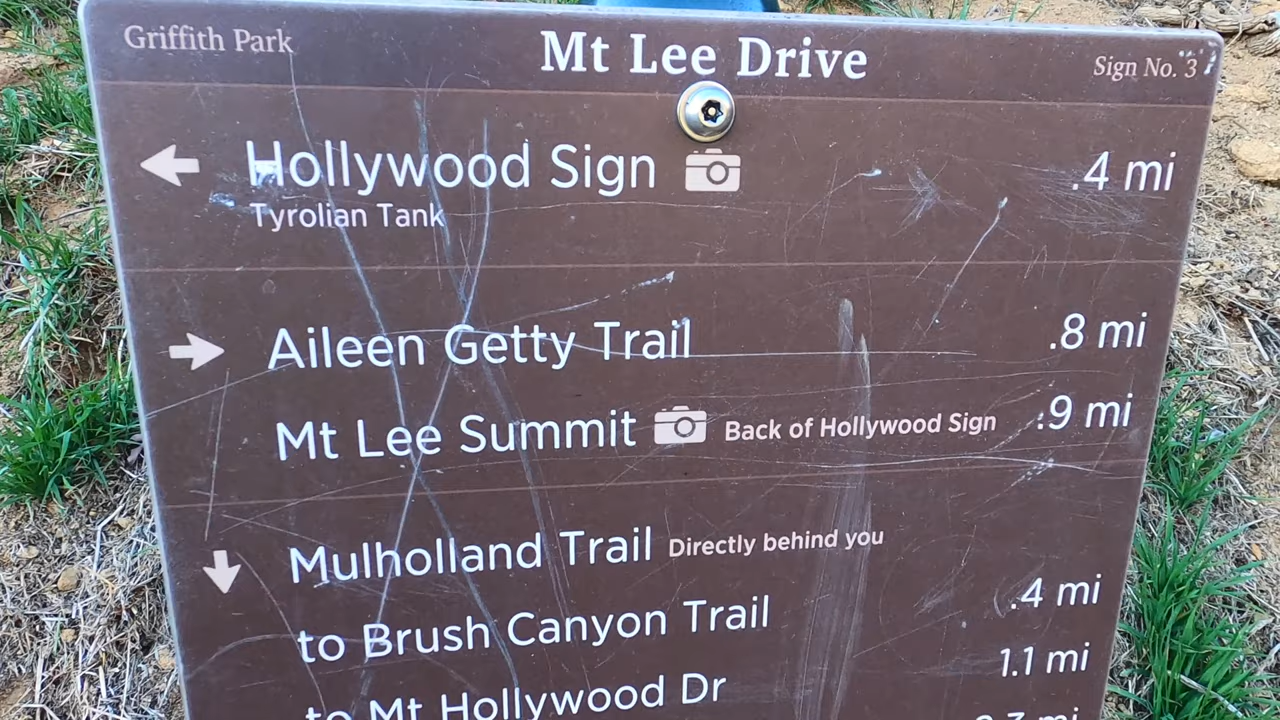 Griffith Park
Mt Lee Drive
Sign No. 3
Hollywood Sign .4 mi
Tyrolian Tank
Aileen Getty Trail .8 mi
Mt Lee Summit Back of Hollywood Sign .9 mi
Mulholland Trail Directly behind you
to Brush Canyon Trail .4 mi
to Mt Hollywood Dr 1.1 mi
mi